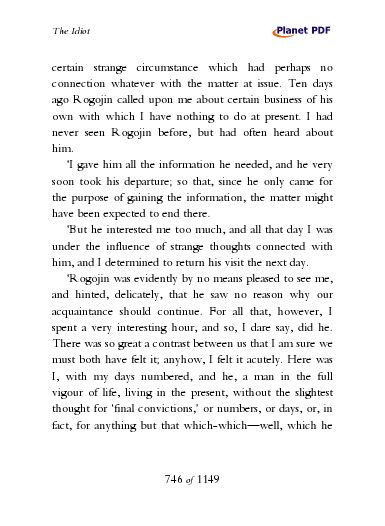 The Idiot
Planet PDF
certain strange circumstance which had perhaps no
connection whatever with the matter at issue. Ten days
ago Rogojin called upon me about certain business of his
own with which I have nothing to do at present. I had
never seen Rogojin before, but had often heard about
him.
'I gave him all the information he needed, and he very
soon took his departure; so that, since he only came for
the purpose of gaining the information, the matter might
have been expected to end there.
'But he interested me too much, and all that day I was
under the influence of strange thoughts connected with
him, and I determined to return his visit the next day.
'Rogojin was evidently by no means pleased to see me,
and hinted, delicately, that he saw no reason why our
acquaintance should continue. For all that, however, I
spent a very interesting hour, and so, I dare say, did he.
There was so great a contrast between us that I am sure we
must both have felt it; anyhow, I felt it acutely. Here was
I, with my days numbered, and he, a man in the full
vigour of life, living in the present, without the slightest
thought for 'final convictions,' or numbers, or days, or, in
fact, for anything but that which-which—well, which he
746 of 1149